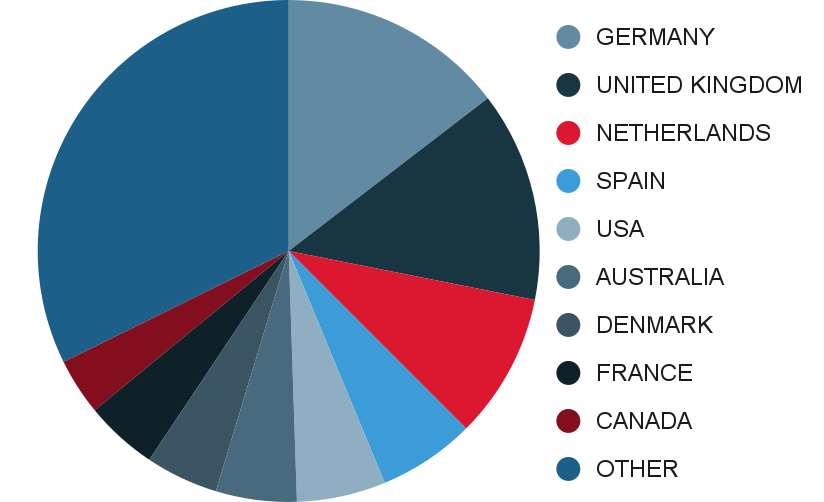 GERMANY
UNITED KINGDOM
NETHERLANDS
SPAIN
USA
AUSTRALIA
DENMARK
FRANCE
CANADA
OTHER